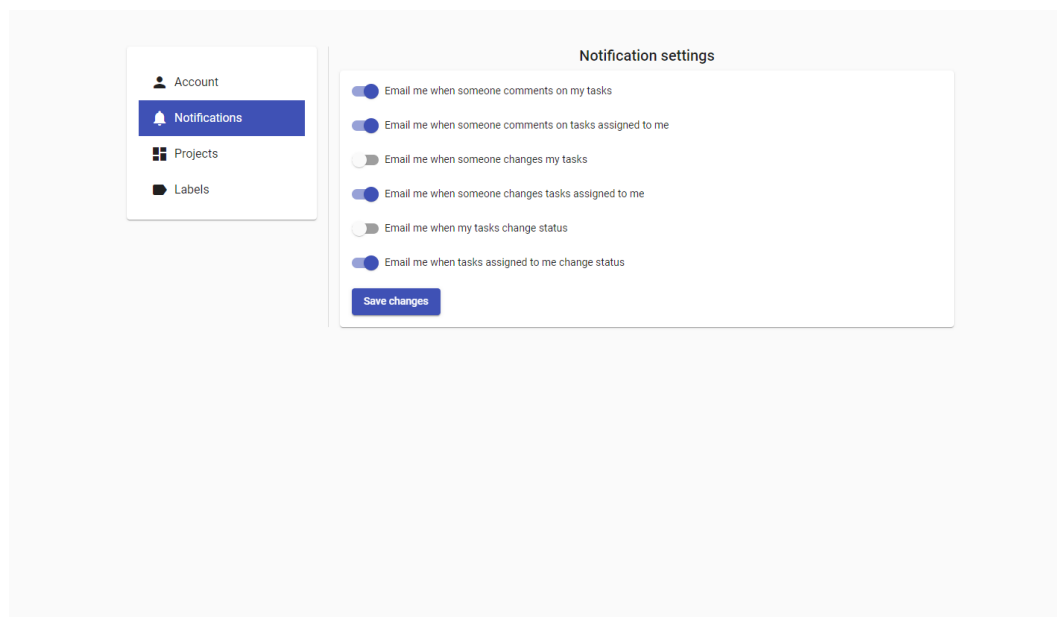 Account
Notifications
Projects
Labels
Notification settings
Email me when someone comments on my tasks
Email me when someone comments on tasks assigned to me
Email me when someone changes my tasks
Email me when someone changes tasks assigned to me
Email me when my tasks change status
Email me when tasks assigned to me change status
Save changes